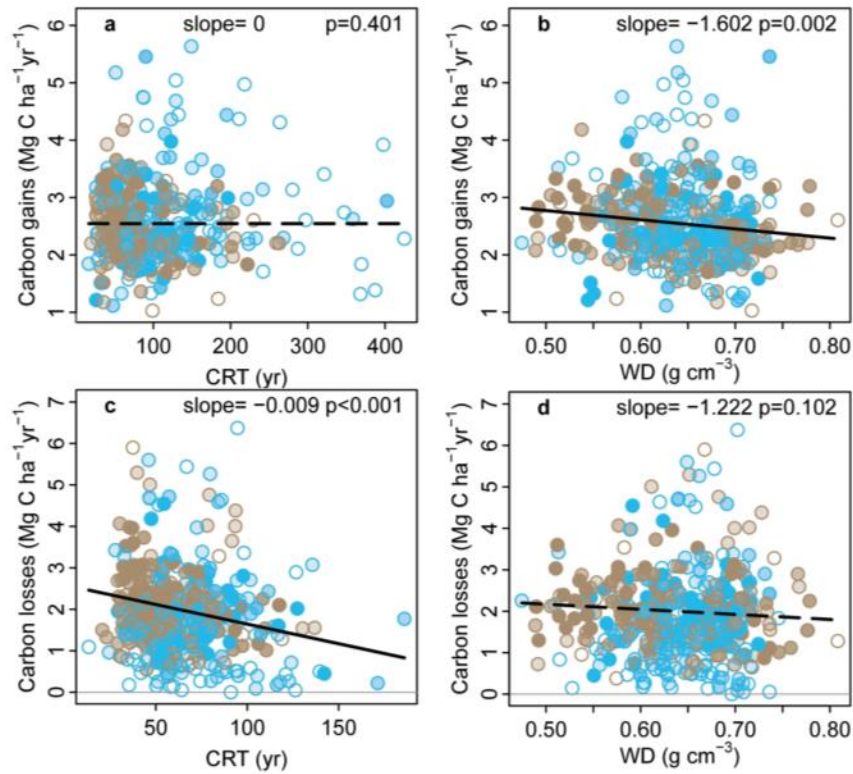 a slope= 0 p=0.401
Carbon gains (Mg C ha⁻¹yr⁻¹)
6
5
4
3
2
1
100 200 300 400
CRT (yr)
b slope= −1.602 p=0.002
Carbon gains (Mg C ha⁻¹yr⁻¹)
6
5
4
3
2
1
0.50 0.60 0.70 0.80
WD (g cm⁻³)
c slope= −0.009 p<0.001
Carbon losses (Mg C ha⁻¹yr⁻¹)
7
6
5
4
3
2
1
0
50 100 150
CRT (yr)
d slope= −1.222 p=0.102
Carbon losses (Mg C ha⁻¹yr⁻¹)
7
6
5
4
3
2
1
0
0.50 0.60 0.70 0.80
WD (g cm⁻³)